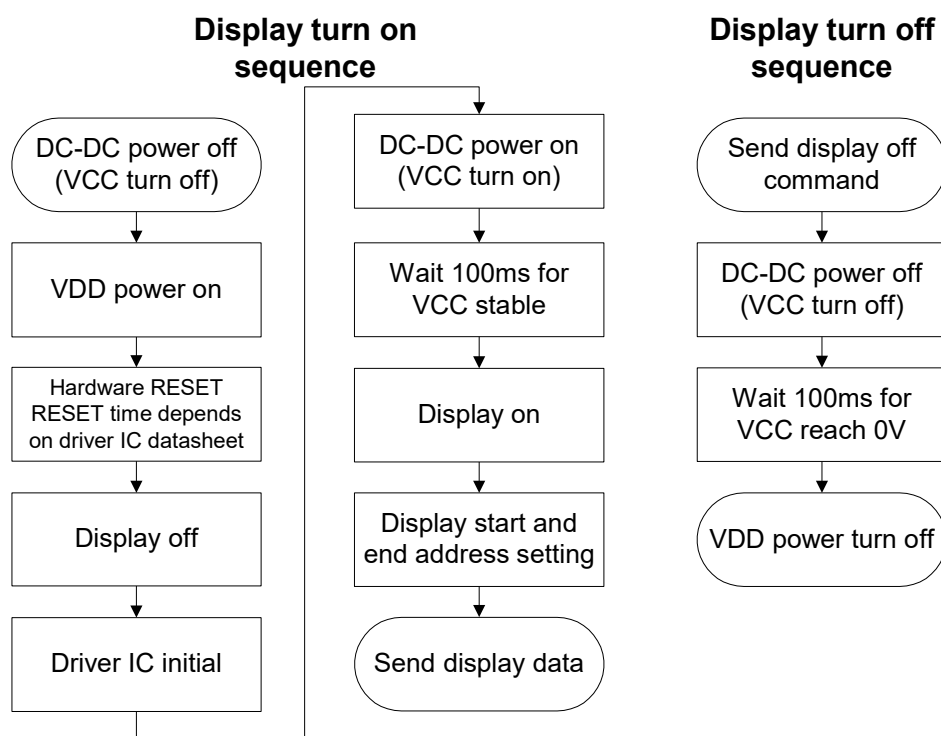 Display turn on
sequence
DC-DC power off
(VCC turn off)
VDD power on
Hardware RESET
RESET time depends
on driver IC datasheet
Display off
Driver IC initial
DC-DC power on
(VCC turn on)
Wait 100ms for
VCC stable
Display on
Display start and
end address setting
Send display data
Display turn off
sequence
Send display off
command
DC-DC power off
(VCC turn off)
Wait 100ms for
VCC reach 0V
VDD power turn off